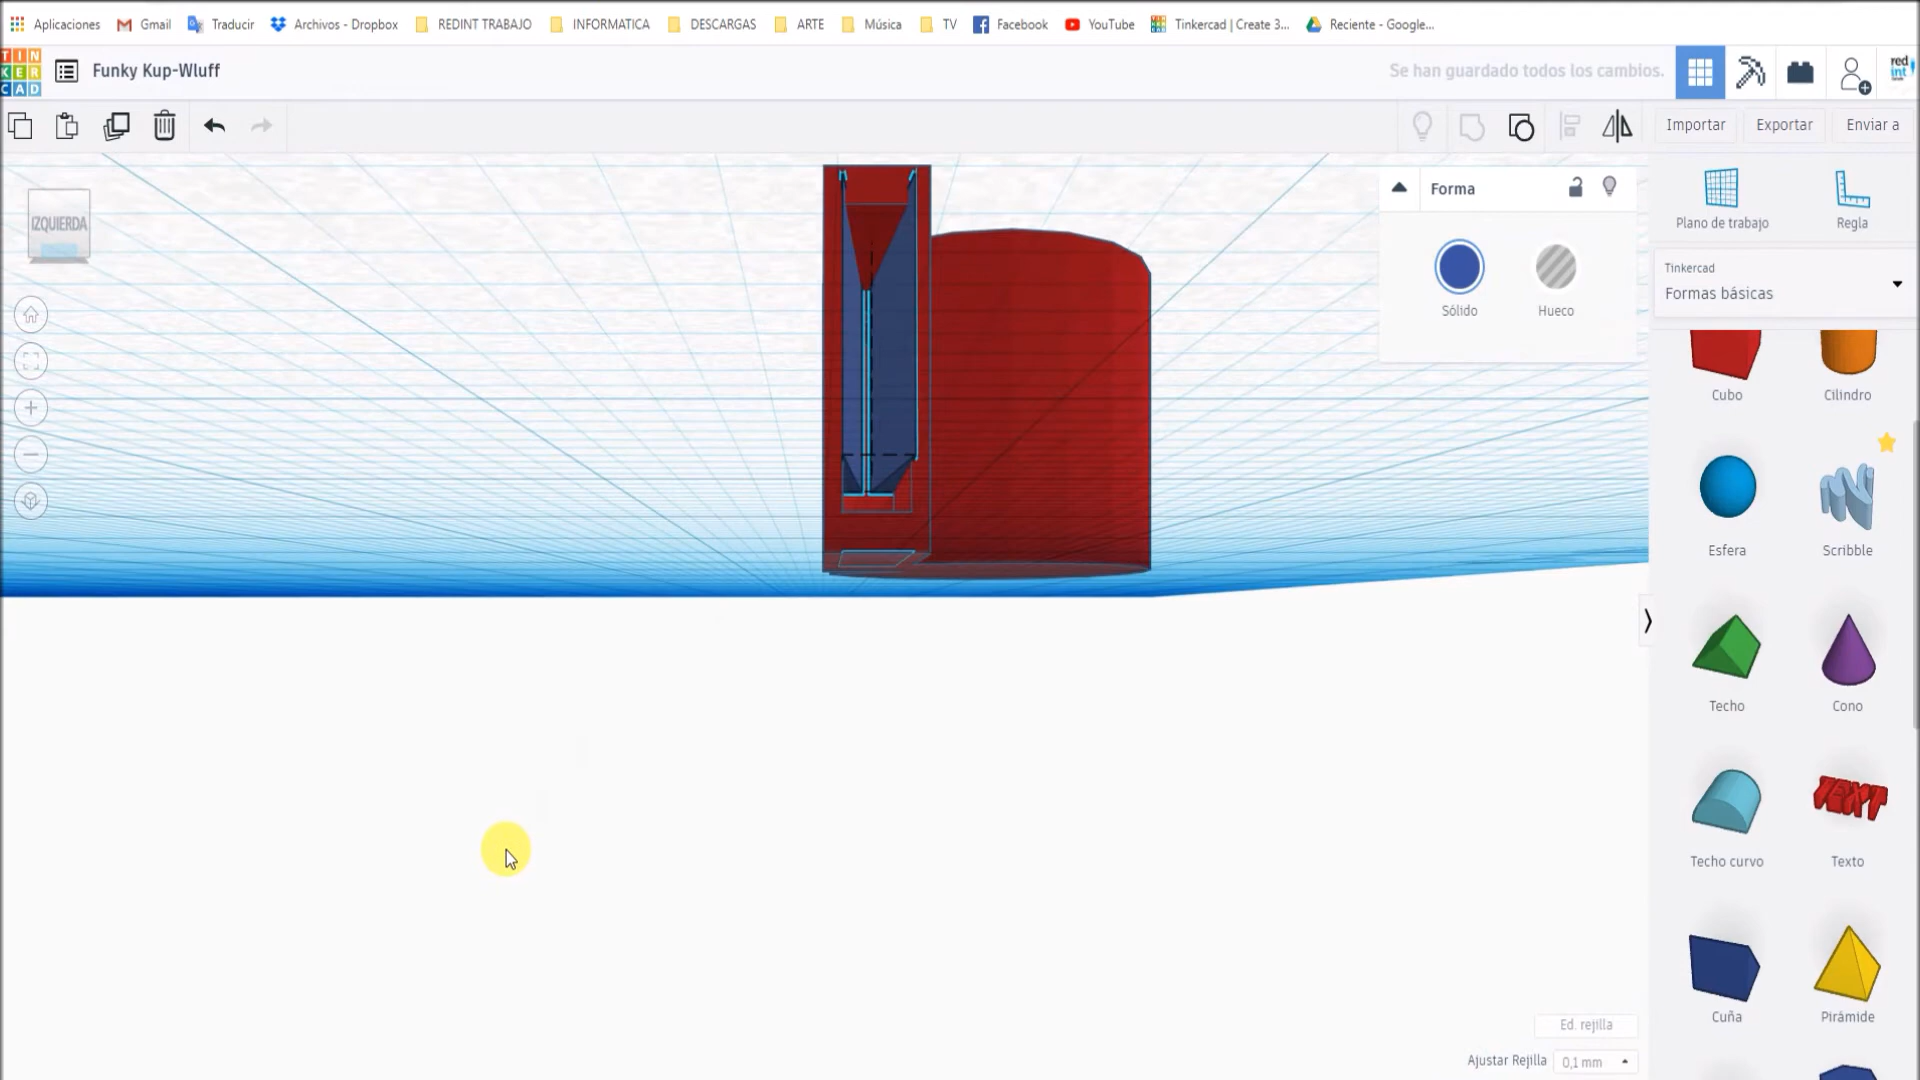 Aplicaciones Gmail Traducir Archivos - Dropbox REDINT TRABAJO INFORMATICA DESCARGAS ARTE Música TV Facebook YouTube Tinkercad | Create 3... Reciente - Google...
TIN
KER
CAD
Funky Kup-Wluff
Se han guardado todos los cambios.
red
int
Importar Exportar Enviar a
IZQUIERDA
Forma
Sólido Hueco
Plano de trabajo Regla
Tinkercad
Formas básicas
Cubo Cilindro
Esfera Scribble
Techo Cono
TEXT
Techo curvo Texto
Cuña Pirámide
Ed. rejilla
Ajustar Rejilla 0,1 mm